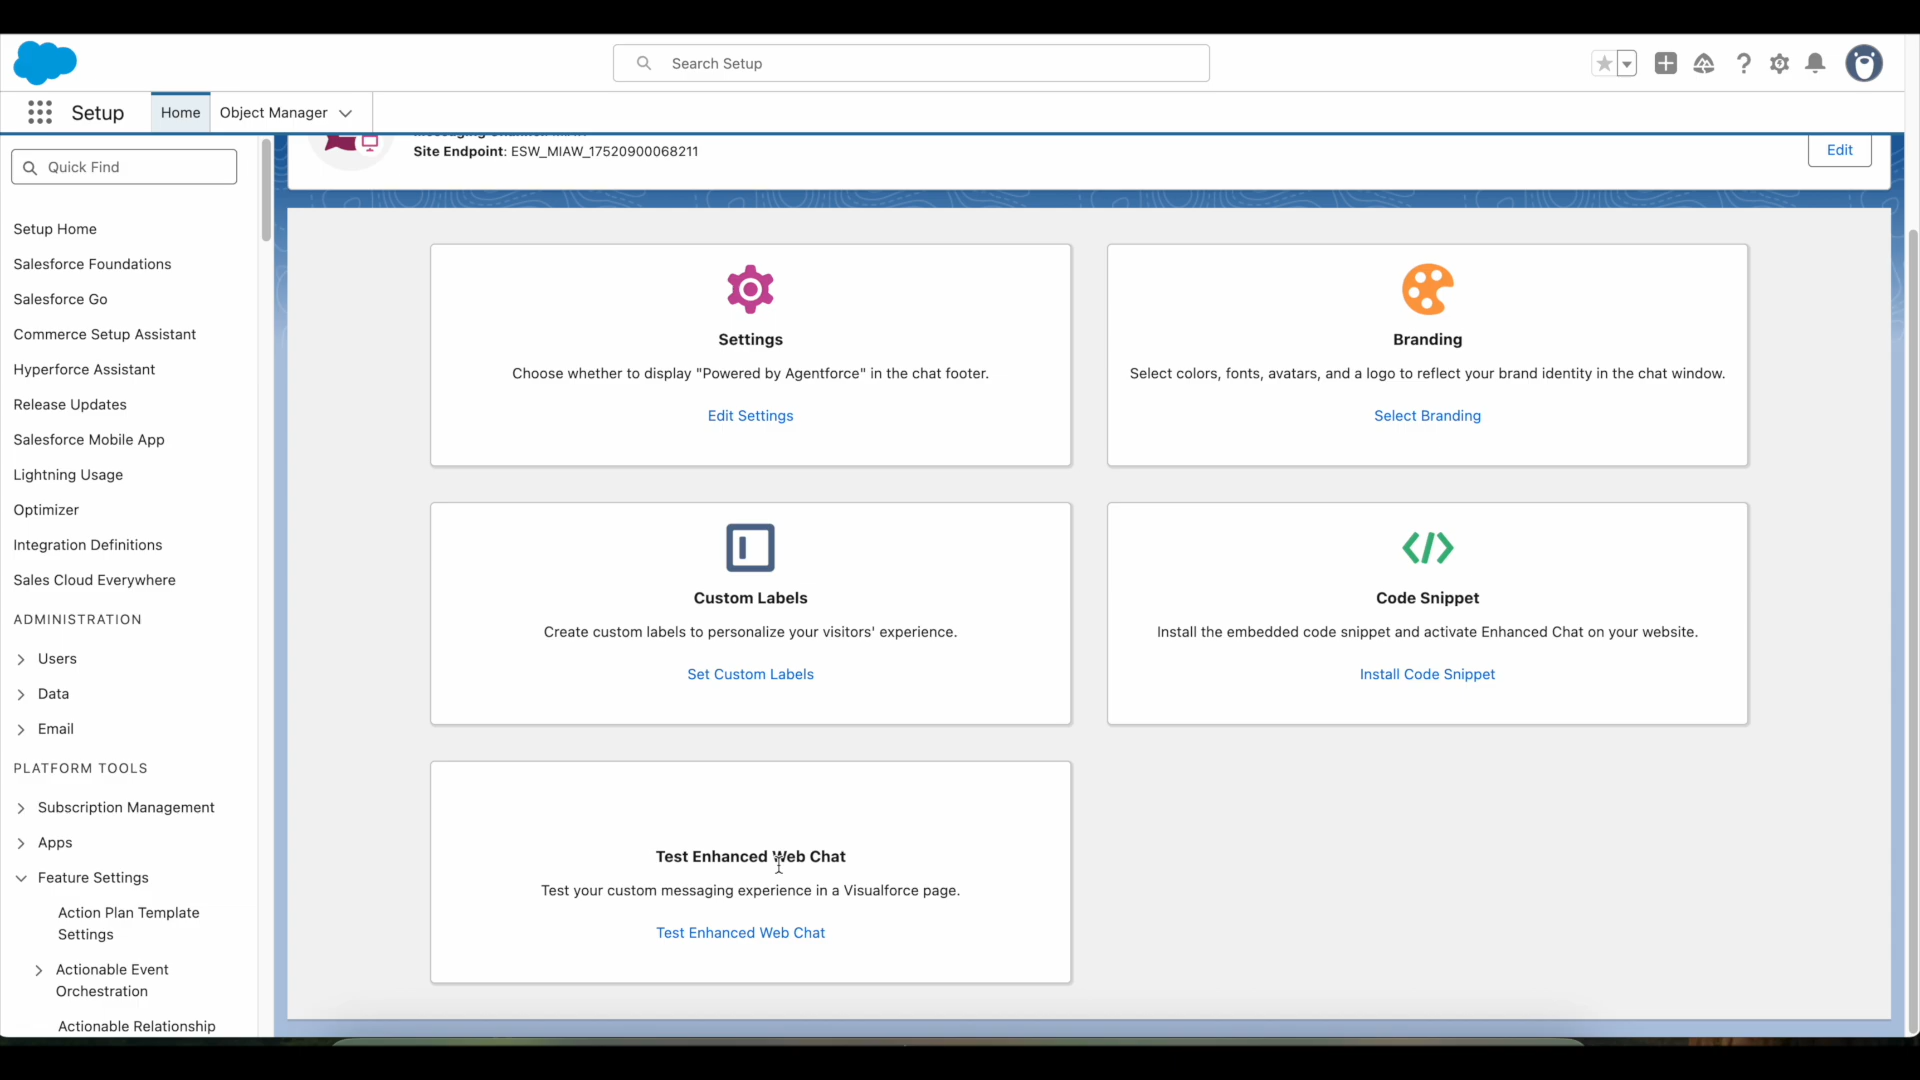 Search Setup
Setup
Home
Object Manager
Quick Find
Setup Home
Salesforce Foundations
Salesforce Go
Commerce Setup Assistant
Hyperforce Assistant
Release Updates
Salesforce Mobile App
Lightning Usage
Optimizer
Integration Definitions
Sales Cloud Everywhere
ADMINISTRATION
Users
Data
Email
PLATFORM TOOLS
Subscription Management
Apps
Feature Settings
Action Plan Template
Settings
Actionable Event
Orchestration
Actionable Relationship
Site Endpoint: ESW_MIAW_17520900068211
Edit
Settings
Choose whether to display "Powered by Agentforce" in the chat footer.
Edit Settings
Branding
Select colors, fonts, avatars, and a logo to reflect your brand identity in the chat window.
Select Branding
Custom Labels
Create custom labels to personalize your visitors' experience.
Set Custom Labels
Code Snippet
Install the embedded code snippet and activate Enhanced Chat on your website.
Install Code Snippet
Test Enhanced Web Chat
Test your custom messaging experience in a Visualforce page.
Test Enhanced Web Chat